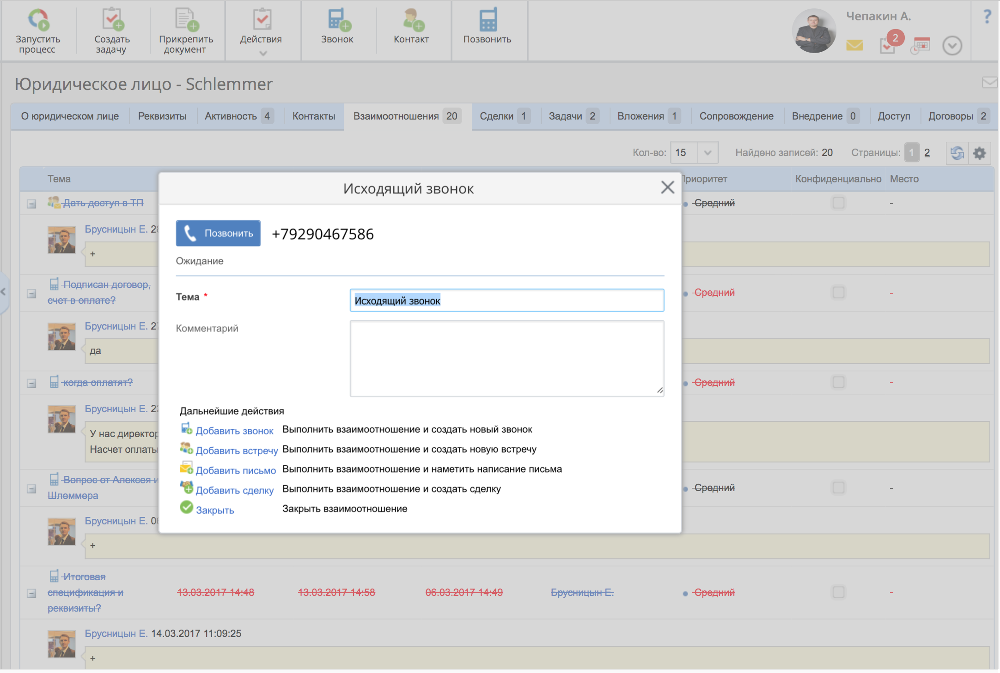 Запустить процесс
Создать задачу
Прикрепить документ
Действия
Звонок
Контакт
Позвонить
Чепакин А.
2
?
Юридическое лицо - Schlemmer
О юридическом лице
Реквизиты
Активность 4
Контакты
Взаимоотношения 20
Сделки 1
Задачи 2
Вложения 1
Сопровождение
Внедрение 0
Доступ
Договоры 2
Кол-во: 15
Найдено записей: 20
Страницы: 1 2
Тема
Конфиденциально
Место
Исходящий звонок
Позвонить +79290467586
Ожидание
Тема *
Исходящий звонок
Комментарий
Дальнейшие действия
Добавить звонок Выполнить взаимоотношение и создать новый звонок
Добавить встречу Выполнить взаимоотношение и создать новую встречу
Добавить письмо Выполнить взаимоотношение и наметить написание письма
Добавить сделку Выполнить взаимоотношение и создать сделку
Закрыть Закрыть взаимоотношение
Дать доступ в ТП
Средний -
Брусницын Е.
+
Подписан договор,
счет в оплате?
Средний -
Брусницын Е.
да
когда оплатят?
Средний -
Брусницын Е.
У нас директор
Насчет оплаты
Вопрос от Алексея и
Шлеммера
Средний -
Брусницын Е.
+
Итоговая
спецификация и
реквизиты?
13.03.2017 14:48 13.03.2017 14:58 06.03.2017 14:49 Брусницын Е. Средний -
Брусницын Е. 14.03.2017 11:09:25
+